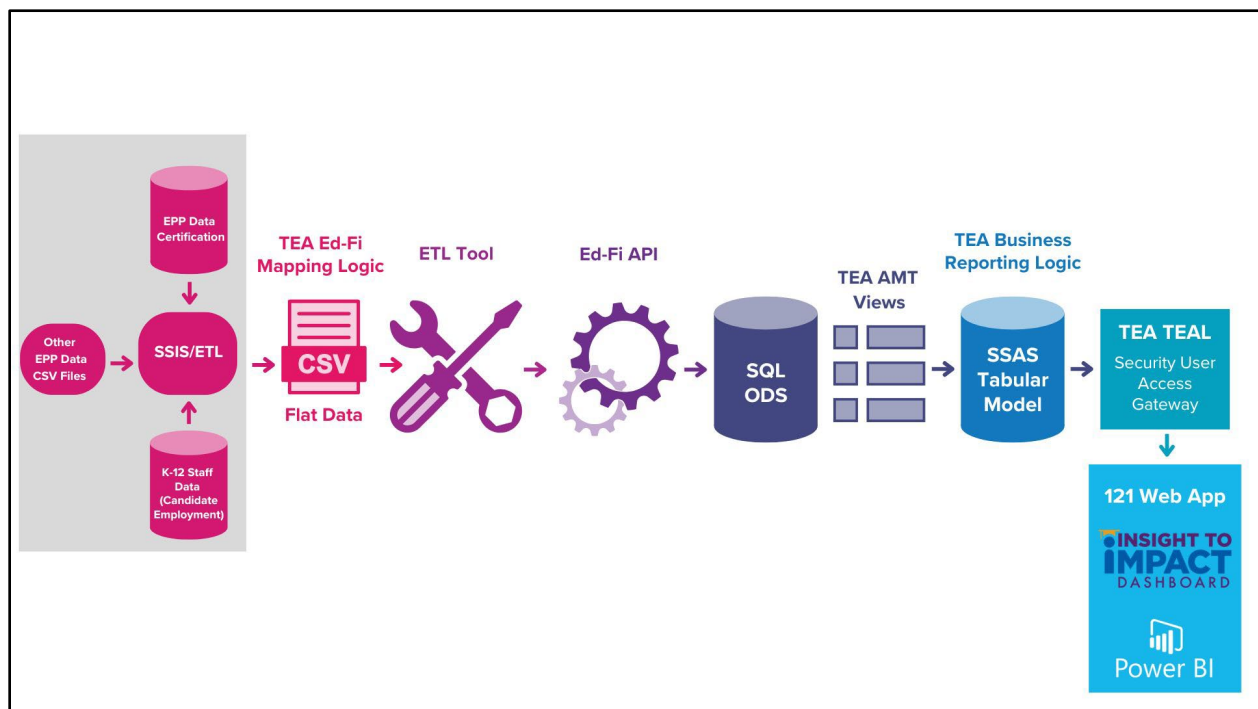 EPP Data
Certification
Other
EPP Data
CSV Files
SSIS/ETL
K-12 Staff
Data
(Candidate
Employment)
TEA Ed-Fi
Mapping Logic
CSV
Flat Data
ETL Tool
Ed-Fi API
SQL
ODS
TEA AMT
Views
TEA Business
Reporting Logic
SSAS
Tabular
Model
TEA TEAL
Security User
Access
Gateway
121 Web App
INSIGHT TO
IMPACT
DASHBOARD
Power BI